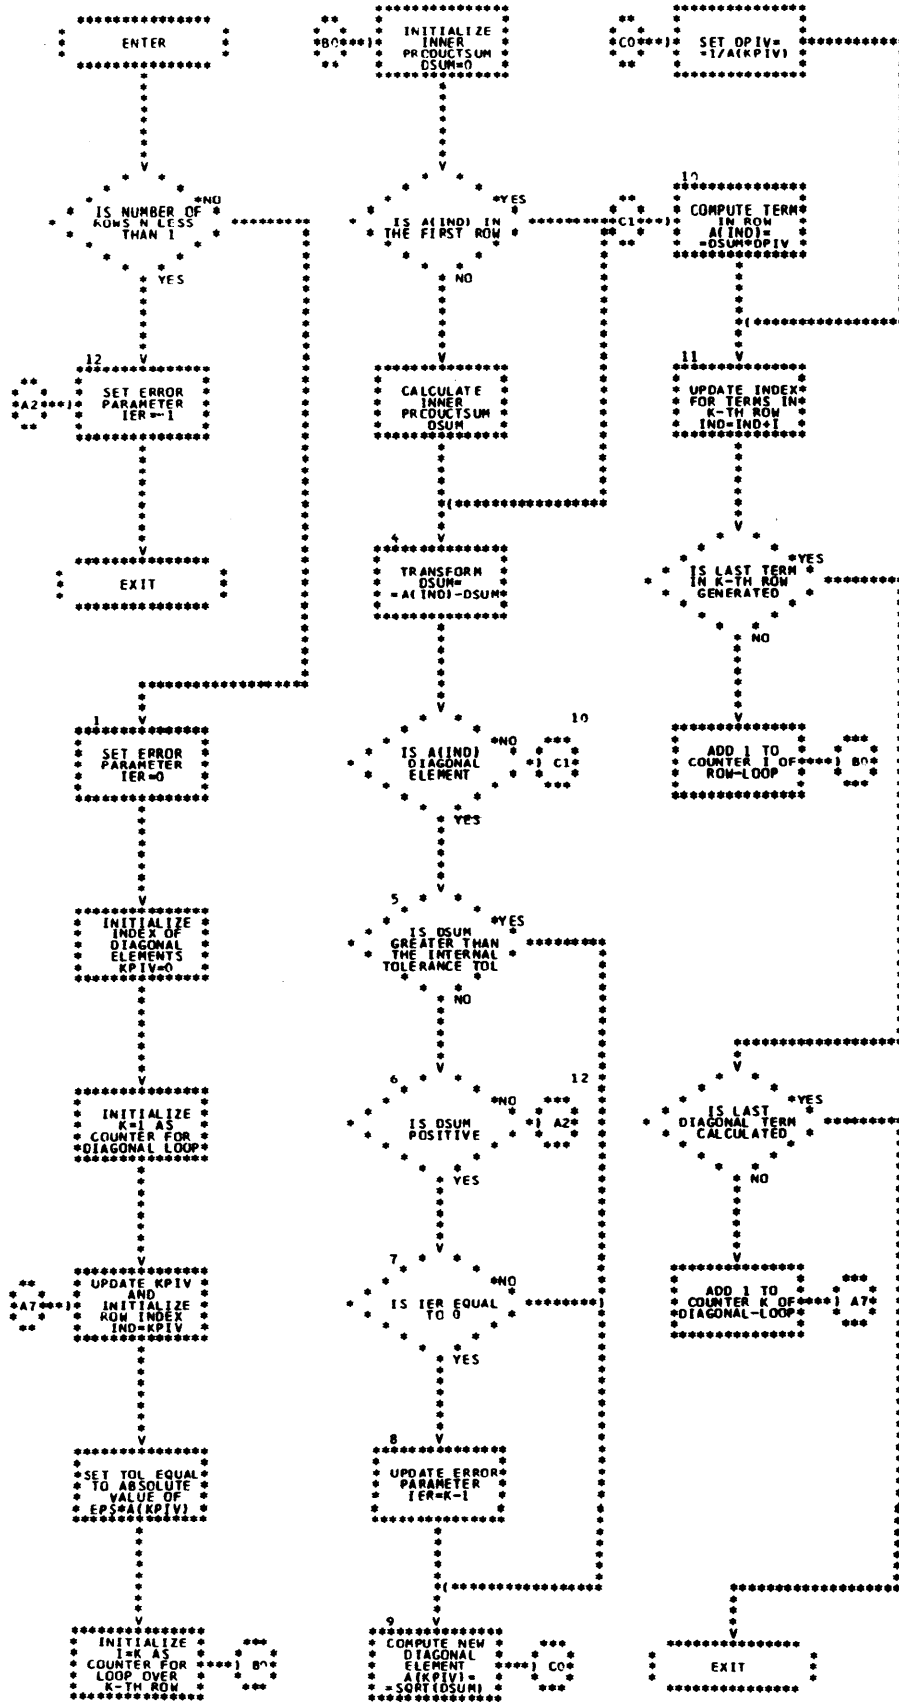 ENTER
IS NUMBER OF
ROWS N LESS
THAN 1
NO
YES
12
A2
SET ERROR
PARAMETER
IER=-1
EXIT
1
SET ERROR
PARAMETER
IER=0
INITIALIZE
INDEX OF
DIAGONAL
ELEMENTS
KPIV=0
INITIALIZE
K=1 AS
COUNTER FOR
DIAGONAL LOOP
A7
UPDATE KPIV
AND
INITIALIZE
ROW INDEX
IND=KPIV
SET TOL EQUAL
TO ABSOLUTE
VALUE OF
EPS*A(KPIV)
INITIALIZE
I=K AS
COUNTER FOR
LOOP OVER
K-TH ROW
B0
B0
INITIALIZE
INNER
PRODUCTSUM
DSUM=0
IS A(IND) IN
THE FIRST ROW
YES
NO
CALCULATE
INNER
PRODUCTSUM
DSUM
4
TRANSFORM
DSUM=
=A(IND)-DSUM
IS A(IND)
DIAGONAL
ELEMENT
NO
10
C1
YES
5
IS DSUM
GREATER THAN
THE INTERNAL
TOLERANCE TOL
YES
NO
6
IS DSUM
POSITIVE
NO
12
A2
YES
7
IS IER EQUAL
TO 0
NO
YES
8
UPDATE ERROR
PARAMETER
IER=K-1
9
COMPUTE NEW
DIAGONAL
ELEMENT
A(KPIV)=
=SQRT(DSUM)
C0
C0
SET DPIV=
=1/A(KPIV)
10
C1
COMPUTE TERM
IN ROW
A(IND)=
=DSUM*DPIV
11
UPDATE INDEX
FOR TERMS IN
K-TH ROW
IND=IND+I
IS LAST TERM
IN K-TH ROW
GENERATED
YES
NO
ADD 1 TO
COUNTER I OF
ROW-LOOP
B0
IS LAST
DIAGONAL TERM
CALCULATED
YES
NO
ADD 1 TO
COUNTER K OF
DIAGONAL-LOOP
A7
EXIT